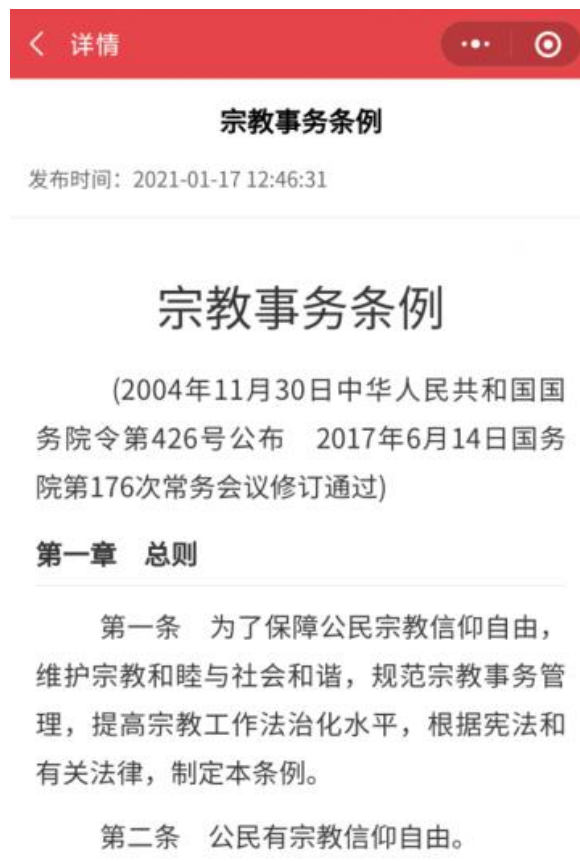 详情
宗教事务条例
发布时间：2021-01-17 12:46:31
宗教事务条例
(2004年11月30日中华人民共和国国
务院令第426号公布　2017年6月14日国务
院第176次常务会议修订通过)
第一章　总则
第一条　为了保障公民宗教信仰自由，
维护宗教和睦与社会和谐，规范宗教事务管
理，提高宗教工作法治化水平，根据宪法和
有关法律，制定本条例。
第二条　公民有宗教信仰自由。